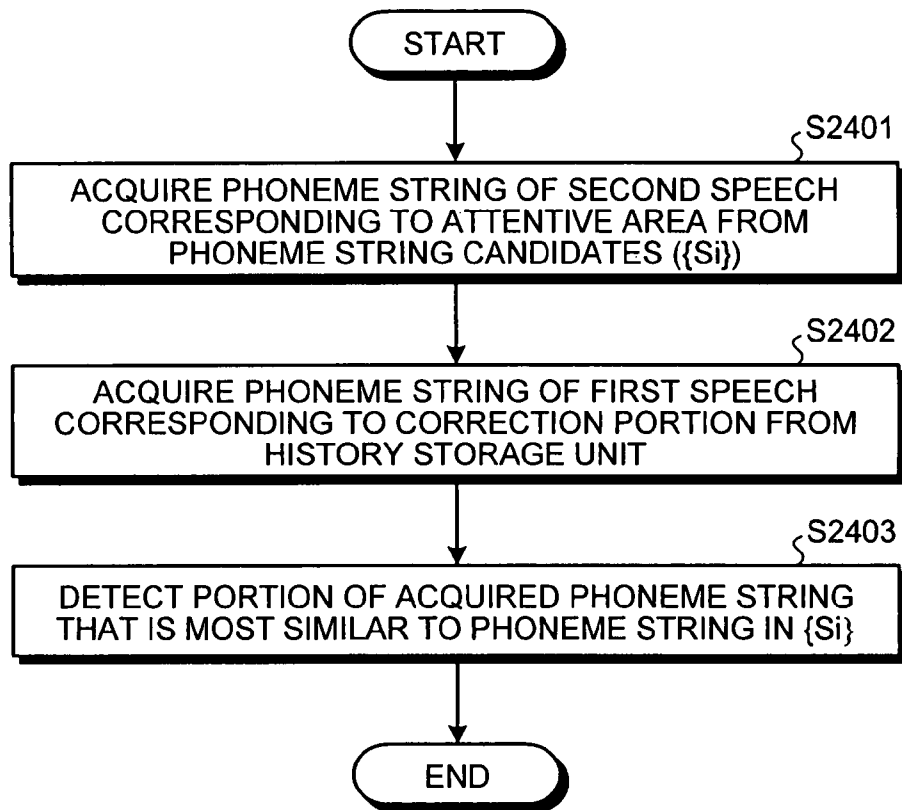 START
S2401
ACQUIRE PHONEME STRING OF SECOND SPEECH
CORRESPONDING TO ATTENTIVE AREA FROM
PHONEME STRING CANDIDATES ({Si})
S2402
ACQUIRE PHONEME STRING OF FIRST SPEECH
CORRESPONDING TO CORRECTION PORTION FROM
HISTORY STORAGE UNIT
S2403
DETECT PORTION OF ACQUIRED PHONEME STRING
THAT IS MOST SIMILAR TO PHONEME STRING IN {Si}
END